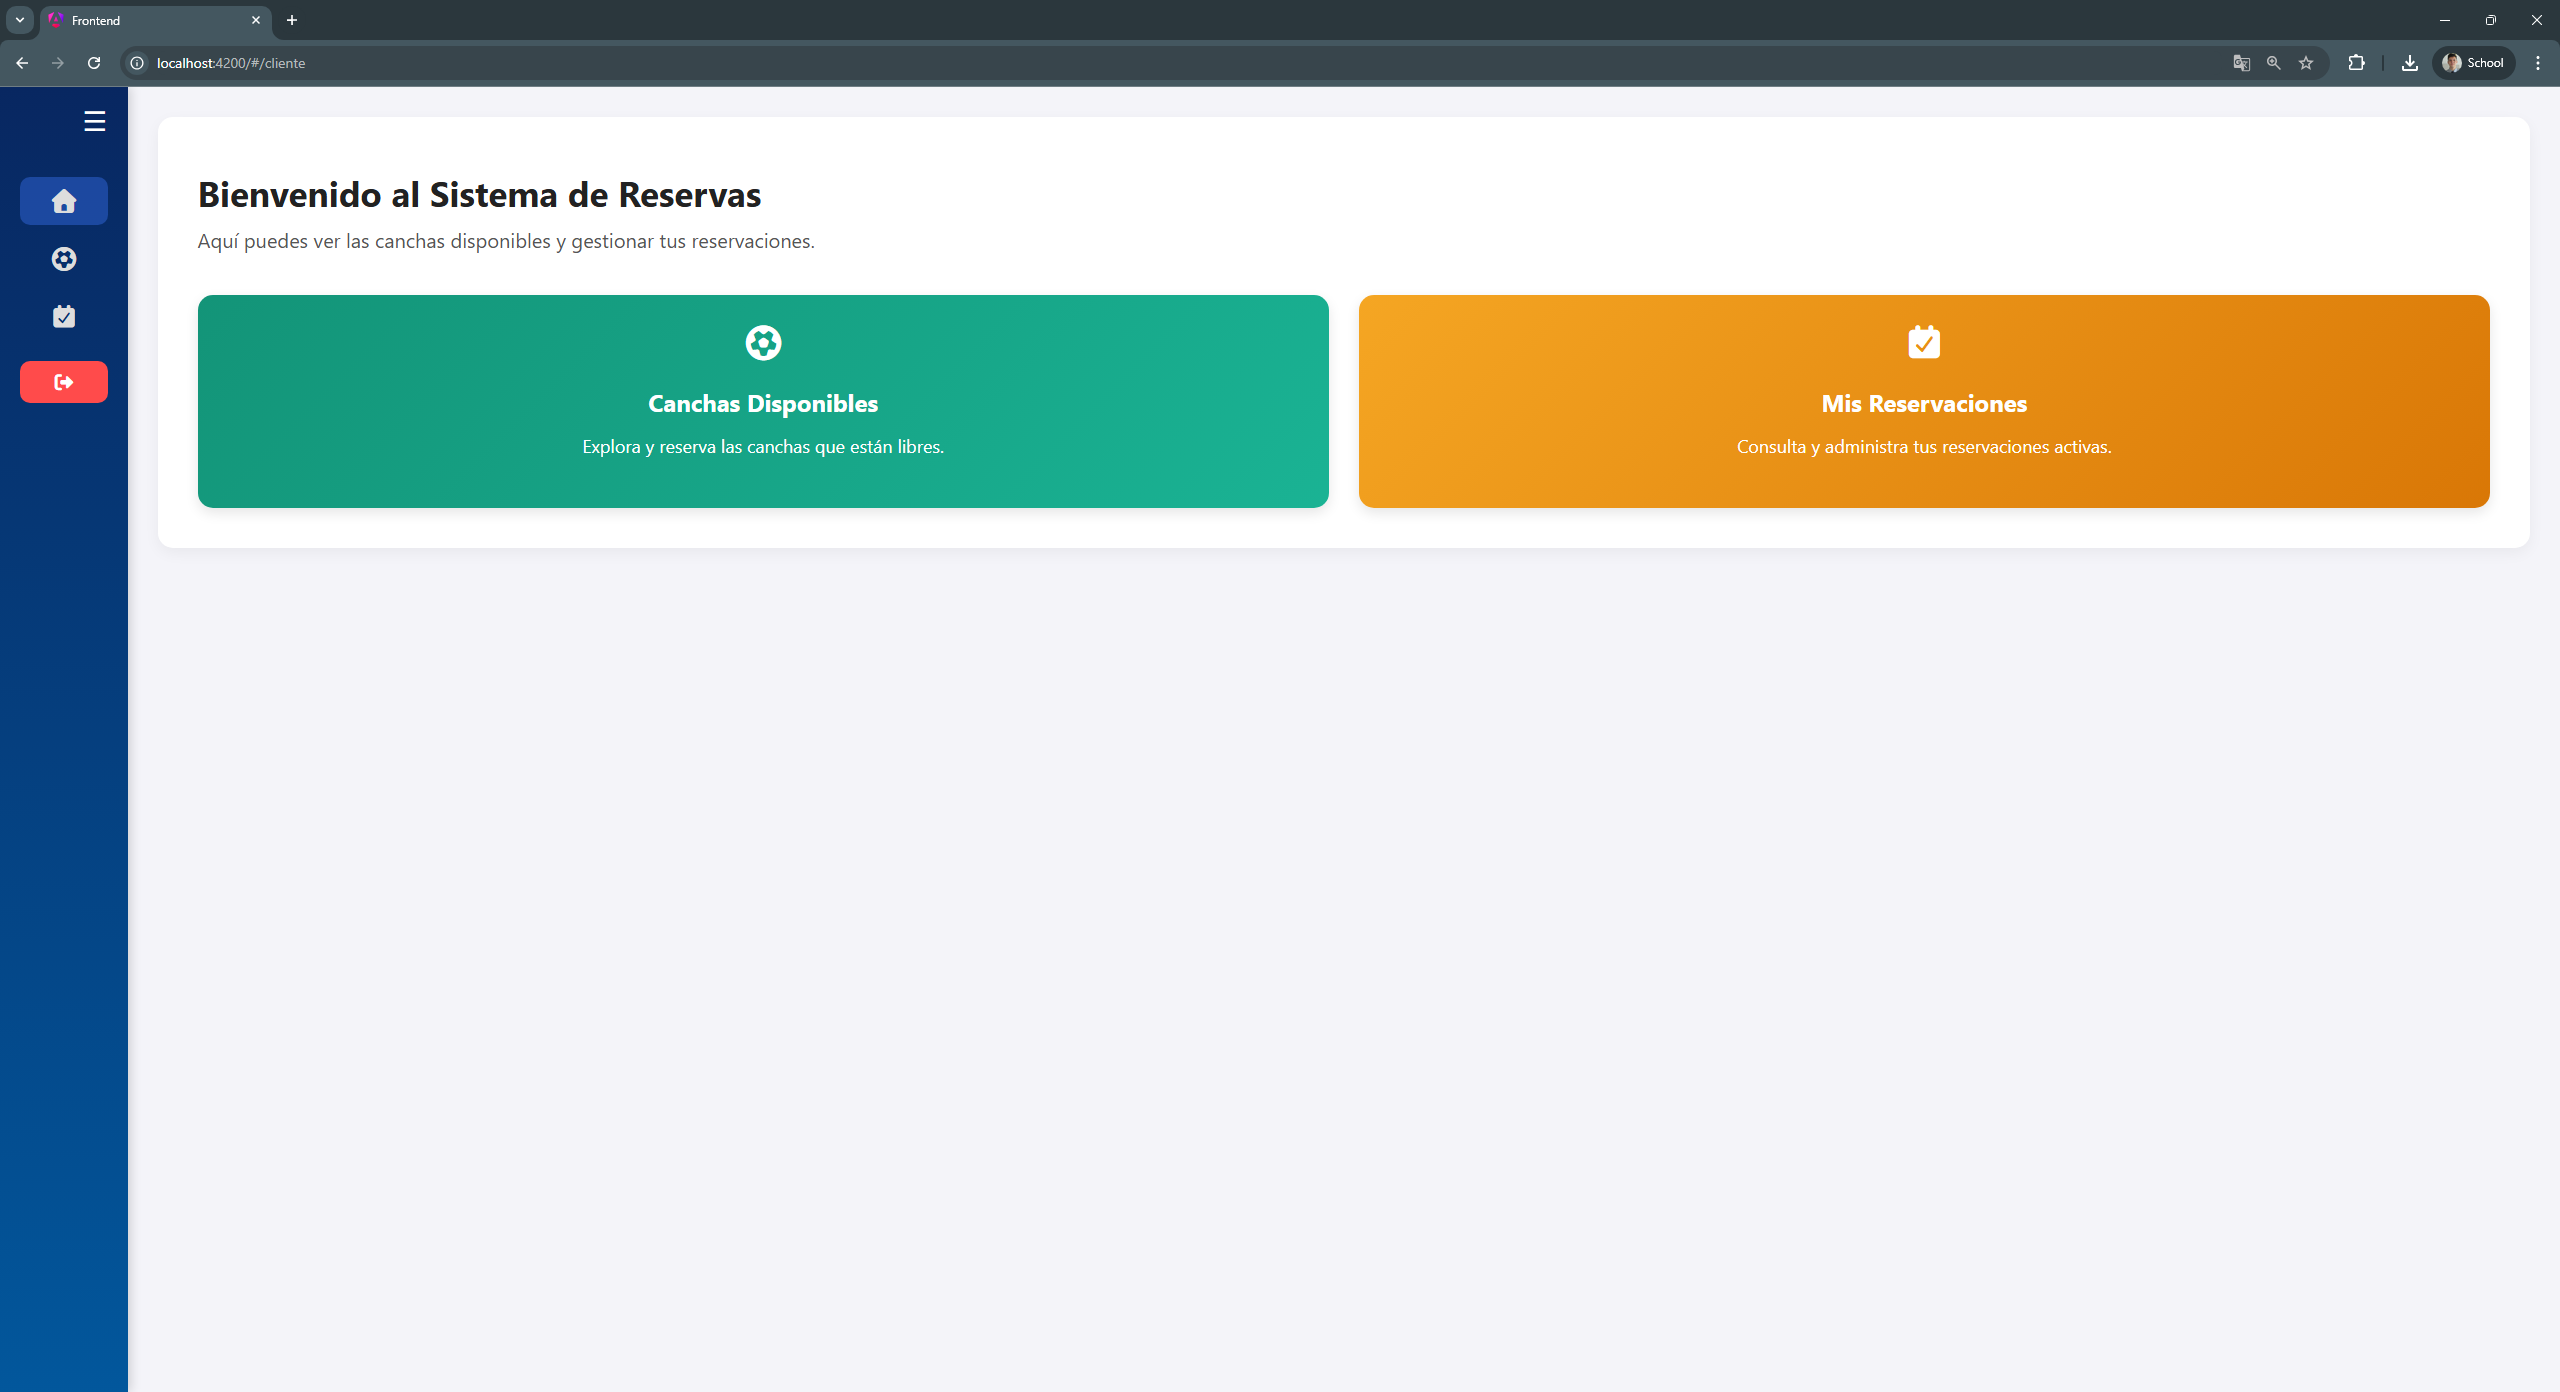 Frontend
localhost:4200/#/cliente
School
Bienvenido al Sistema de Reservas
Aquí puedes ver las canchas disponibles y gestionar tus reservaciones.
Canchas Disponibles
Explora y reserva las canchas que están libres.
Mis Reservaciones
Consulta y administra tus reservaciones activas.